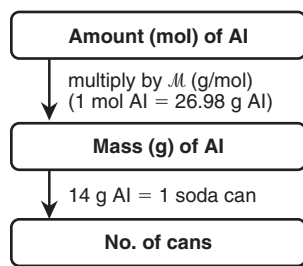 Amount (mol) of Al
multiply by ℳ (g/mol)
(1 mol Al = 26.98 g Al)
Mass (g) of Al
14 g Al = 1 soda can
No. of cans